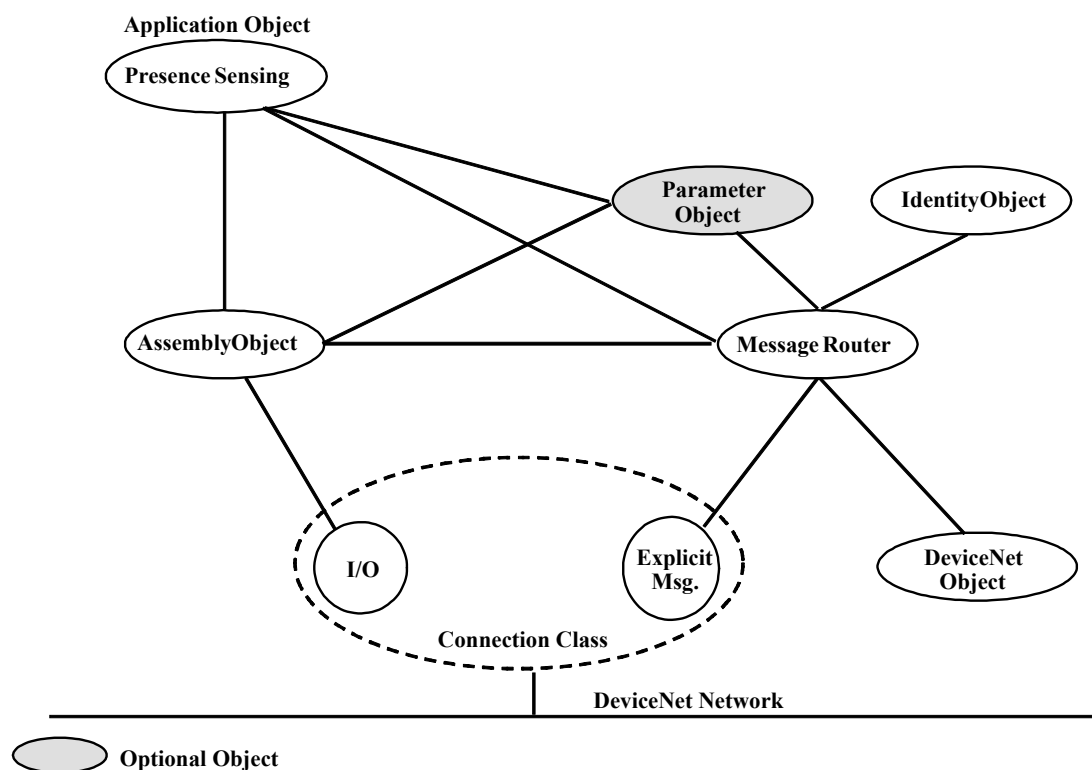 Application Object
Presence Sensing
Parameter
Object
IdentityObject
AssemblyObject
Message Router
I/O
Explicit
Msg.
DeviceNet
Object
Connection Class
DeviceNet Network
Optional Object